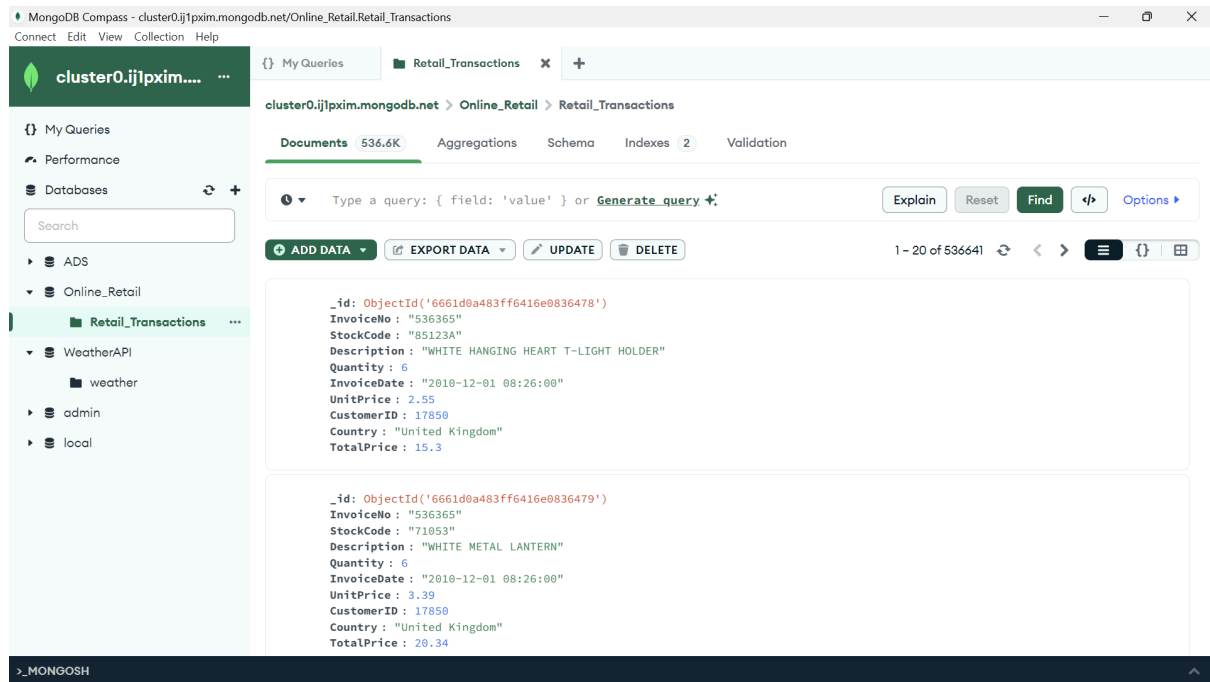 MongoDB Compass - cluster0.ij1pxim.mongodb.net/Online_Retail.Retail_Transactions
Connect Edit View Collection Help
cluster0.ij1pxim.... ...
{} My Queries
Performance
Databases
Search
ADS
Online_Retail
Retail_Transactions ...
WeatherAPI
weather
admin
local
{} My Queries
Retail_Transactions
cluster0.ij1pxim.mongodb.net > Online_Retail > Retail_Transactions
Documents 536.6K Aggregations Schema Indexes 2 Validation
Type a query: { field: 'value' } or Generate query
Explain Reset Find </> Options
ADD DATA EXPORT DATA UPDATE DELETE
1 – 20 of 536641 {}
_id: ObjectId('6661d0a483ff6416e0836478')
InvoiceNo : "536365"
StockCode : "85123A"
Description : "WHITE HANGING HEART T-LIGHT HOLDER"
Quantity : 6
InvoiceDate : "2010-12-01 08:26:00"
UnitPrice : 2.55
CustomerID : 17850
Country : "United Kingdom"
TotalPrice : 15.3
_id: ObjectId('6661d0a483ff6416e0836479')
InvoiceNo : "536365"
StockCode : "71053"
Description : "WHITE METAL LANTERN"
Quantity : 6
InvoiceDate : "2010-12-01 08:26:00"
UnitPrice : 3.39
CustomerID : 17850
Country : "United Kingdom"
TotalPrice : 20.34
>_MONGOSH